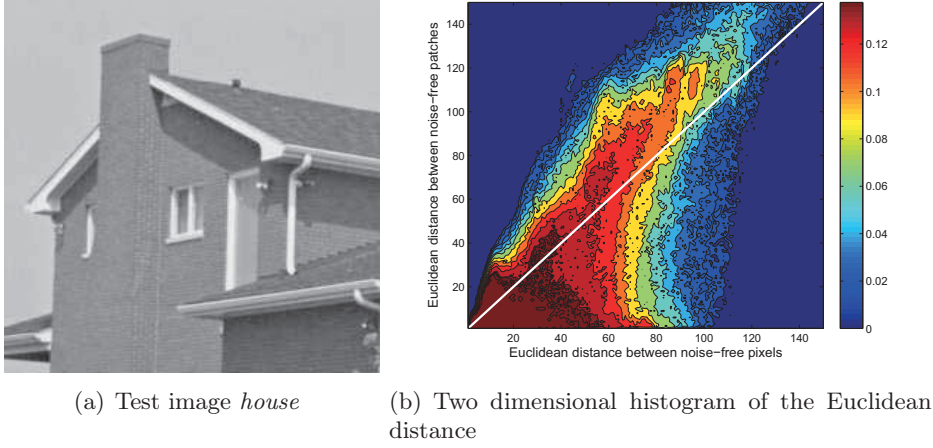 140
120
100
80
60
40
20
Euclidean distance between noise-free patches
20 40 60 80 100 120 140
Euclidean distance between noise-free pixels
0.12
0.1
0.08
0.06
0.04
0.02
0
(a) Test image house
(b) Two dimensional histogram of the Euclidean
distance